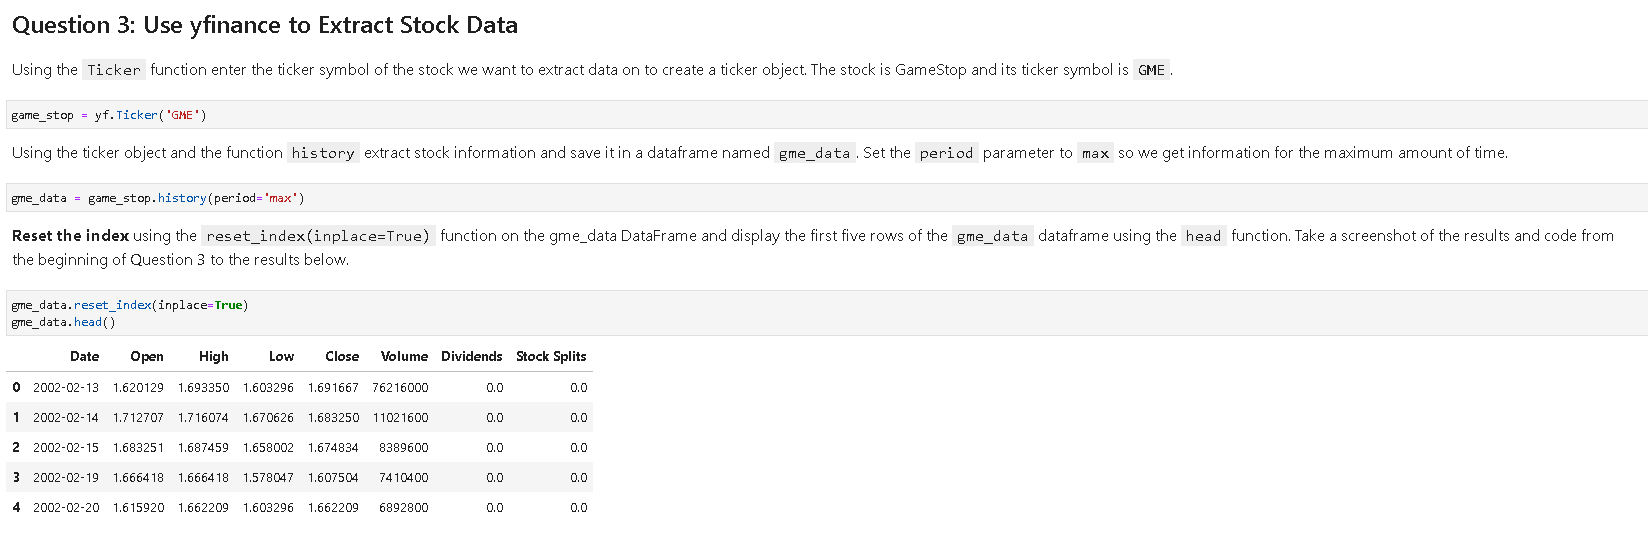 Question 3: Use yfinance to Extract Stock Data
Using the Ticker function enter the ticker symbol of the stock we want to extract data on to create a ticker object. The stock is GameStop and its ticker symbol is GME.
game_stop = yf.Ticker('GME')
Using the ticker object and the function history extract stock information and save it in a dataframe named gme_data. Set the period parameter to max so we get information for the maximum amount of time.
gme_data = game_stop.history(period='max')
Reset the index using the reset_index(inplace=True) function on the gme_data DataFrame and display the first five rows of the gme_data dataframe using the head function. Take a screenshot of the results and code from
the beginning of Question 3 to the results below.
gme_data.reset_index(inplace=True)
gme_data.head()
Date Open High Low Close Volume Dividends Stock Splits
0 2002-02-13 1.620129 1.693350 1.603296 1.691667 76216000 0.0 0.0
1 2002-02-14 1.712707 1.716074 1.670626 1.683250 11021600 0.0 0.0
2 2002-02-15 1.683251 1.687459 1.658002 1.674834 8389600 0.0 0.0
3 2002-02-19 1.666418 1.666418 1.578047 1.607504 7410400 0.0 0.0
4 2002-02-20 1.615920 1.662209 1.603296 1.662209 6892800 0.0 0.0